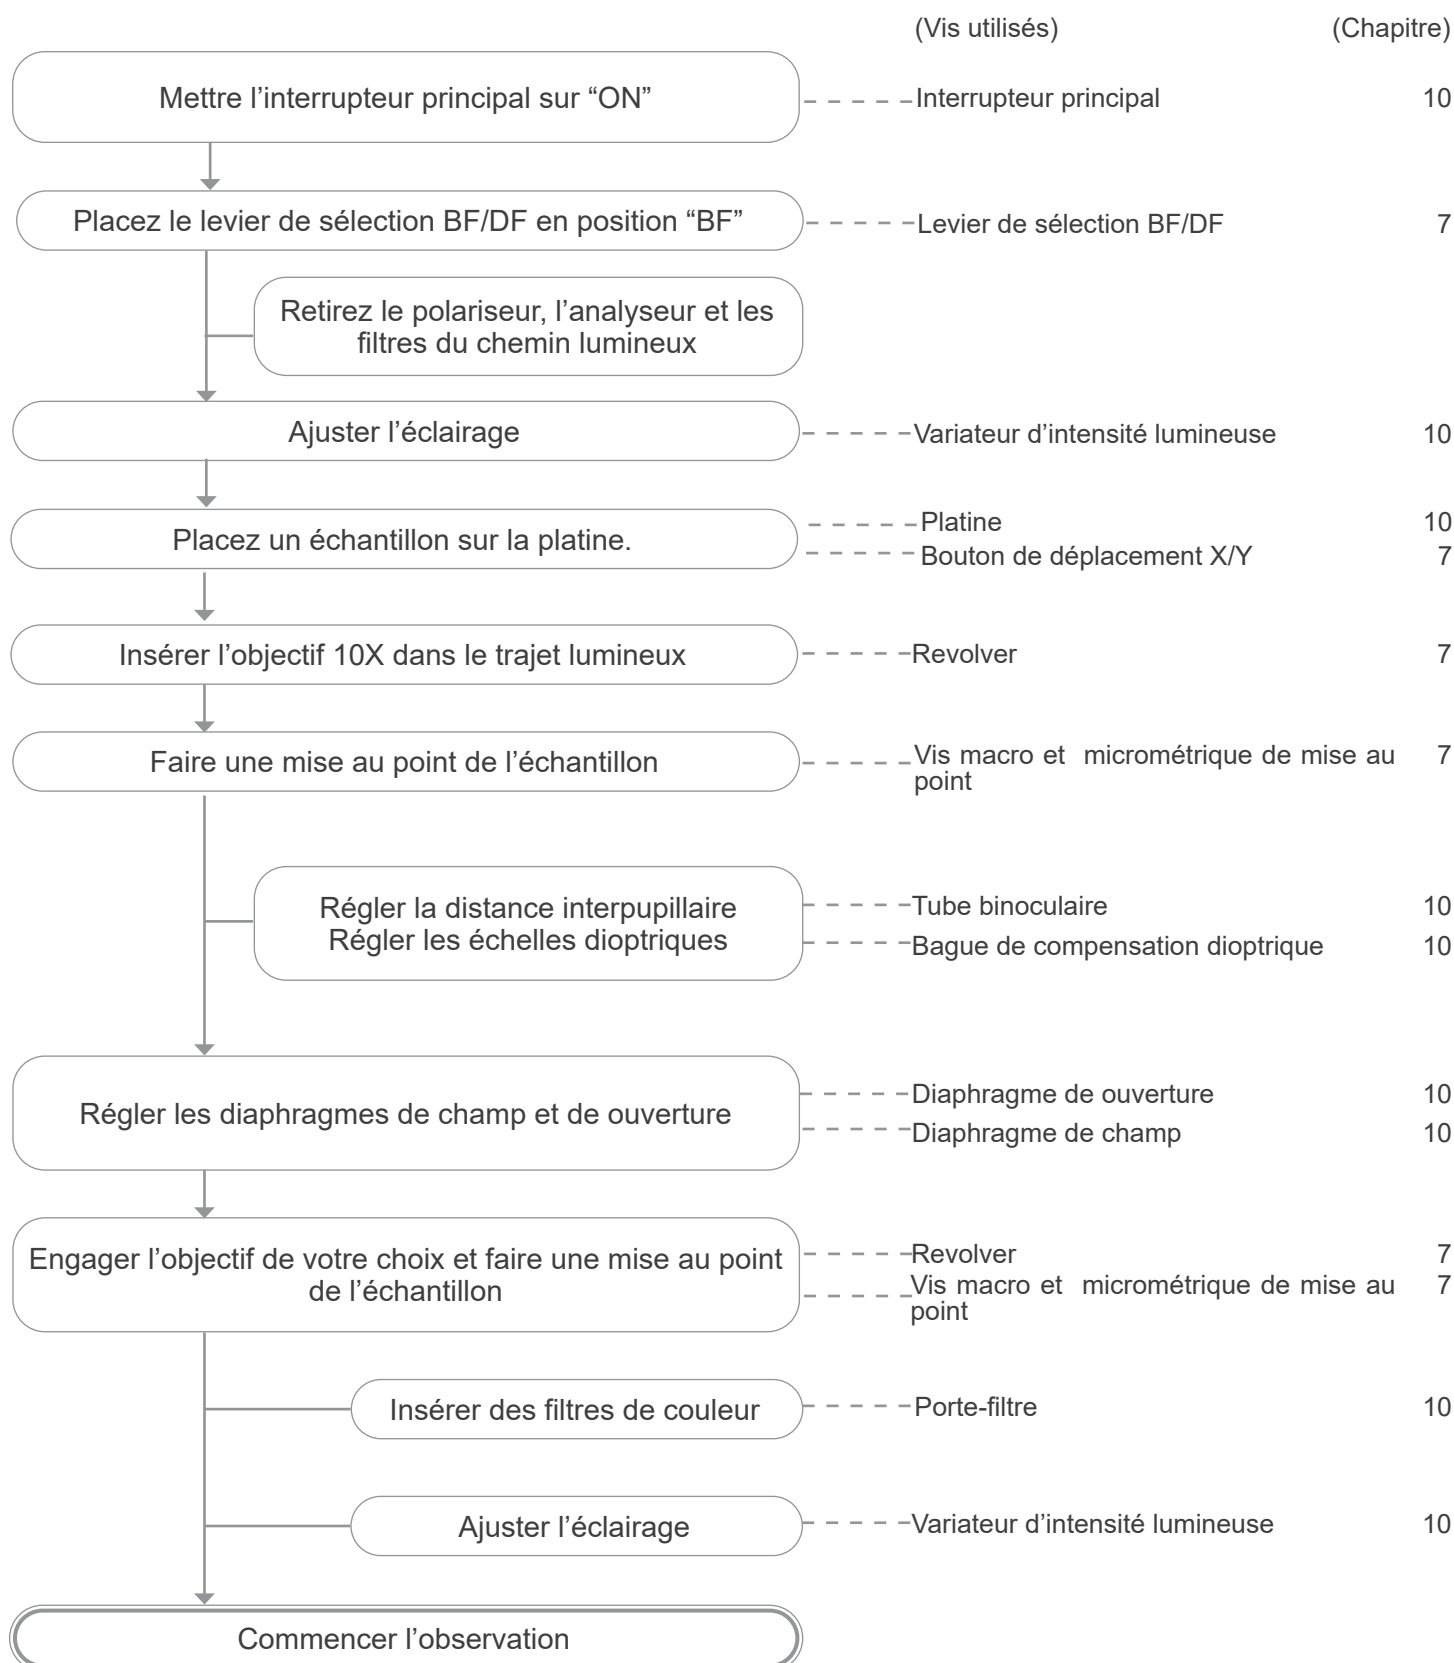 (Vis utilisés) (Chapitre)
Mettre l’interrupteur principal sur “ON” Interrupteur principal 10
Placez le levier de sélection BF/DF en position “BF” Levier de sélection BF/DF 7
Retirez le polariseur, l’analyseur et les
filtres du chemin lumineux
Ajuster l’éclairage Variateur d’intensité lumineuse 10
Placez un échantillon sur la platine.
Platine 10
Bouton de déplacement X/Y 7
Insérer l’objectif 10X dans le trajet lumineux Revolver 7
Faire une mise au point de l’échantillon
Vis macro et micrométrique de mise au 7
point
Régler la distance interpupillaire
Régler les échelles dioptriques
Tube binoculaire 10
Bague de compensation dioptrique 10
Régler les diaphragmes de champ et de ouverture
Diaphragme de ouverture 10
Diaphragme de champ 10
Engager l’objectif de votre choix et faire une mise au point
de l’échantillon
Revolver 7
Vis macro et micrométrique de mise au 7
point
Insérer des filtres de couleur Porte-filtre 10
Ajuster l’éclairage Variateur d’intensité lumineuse 10
Commencer l’observation